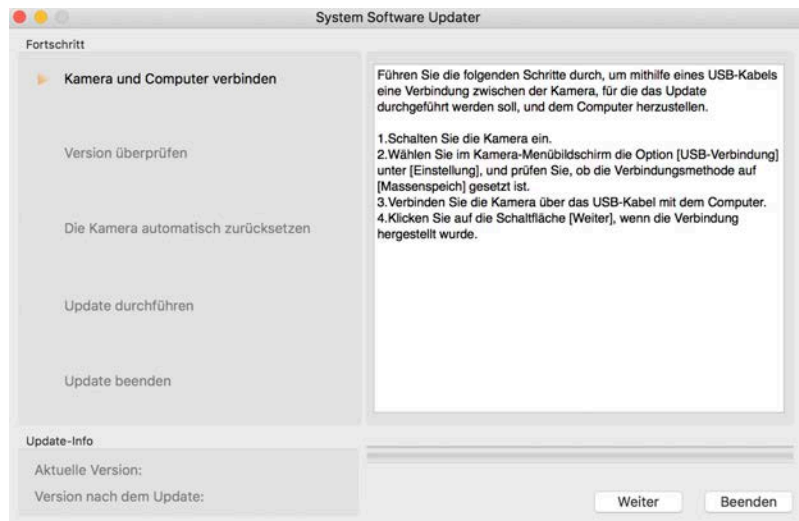 System Software Updater
Fortschritt
Kamera und Computer verbinden
Version überprüfen
Die Kamera automatisch zurücksetzen
Update durchführen
Update beenden
Führen Sie die folgenden Schritte durch, um mithilfe eines USB-Kabels
eine Verbindung zwischen der Kamera, für die das Update
durchgeführt werden soll, und dem Computer herzustellen.
1.Schalten Sie die Kamera ein.
2.Wählen Sie im Kamera-Menübildschirm die Option [USB-Verbindung]
unter [Einstellung], und prüfen Sie, ob die Verbindungsmethode auf
[Massenspeich] gesetzt ist.
3.Verbinden Sie die Kamera über das USB-Kabel mit dem Computer.
4.Klicken Sie auf die Schaltfläche [Weiter], wenn die Verbindung
hergestellt wurde.
Update-Info
Aktuelle Version:
Version nach dem Update:
Weiter
Beenden